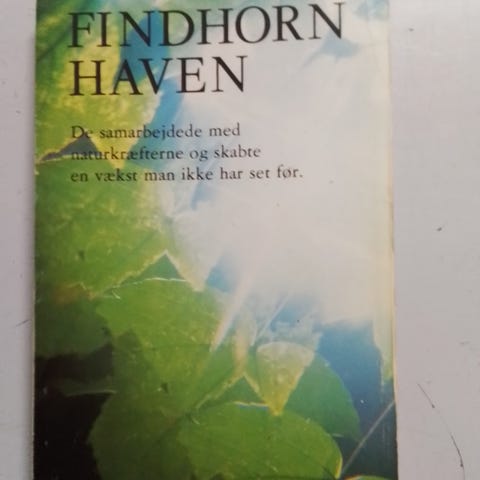 FINDHORN
HAVEN
De samarbejdede med
naturkræfterne og skabte
en vækst man ikke har set før.